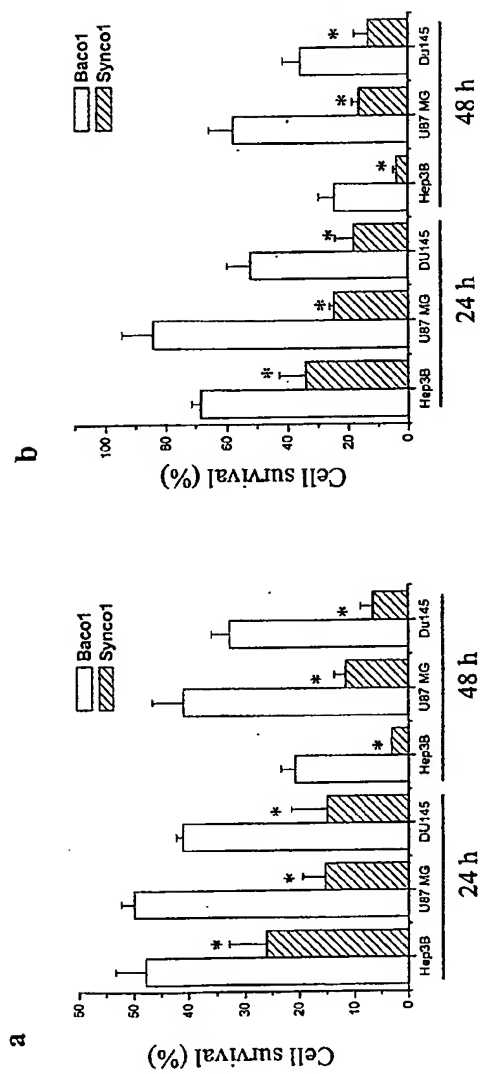 a
Baco1
Synco1
Cell survival (%)
50
40
30
20
10
0
Hep3B
U87 MG
DU145
Hep3B
U87 MG
Du145
24 h
48 h
b
Baco1
Synco1
Cell survival (%)
100
80
60
40
20
0
Hep3B
U87 MG
DU145
Hep3B
U87 MG
Du145
24 h
48 h